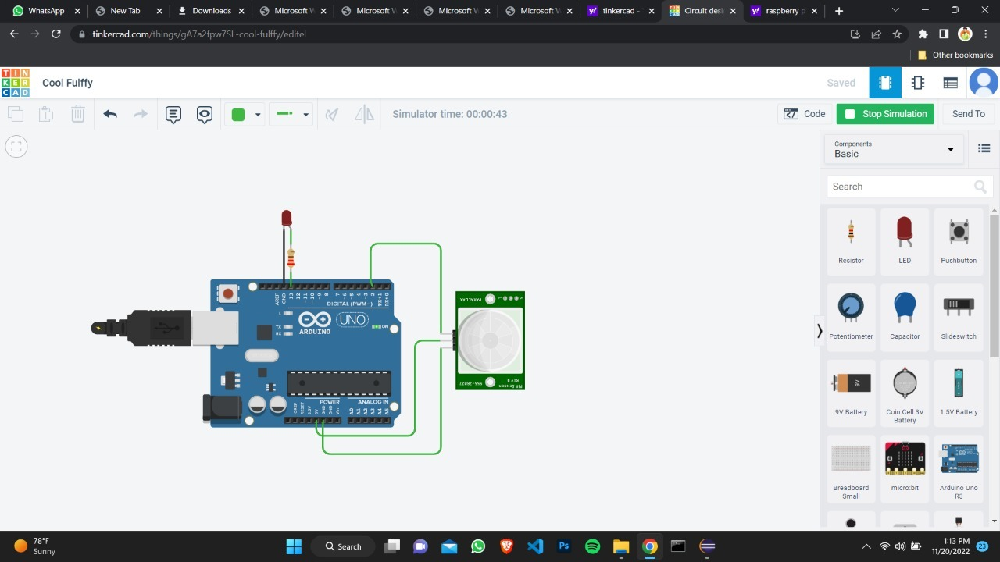 WhatsApp
New Tab
Downloads
Microsoft W
Microsoft W
Microsoft W
Microsoft W
tinkercad -
Circuit desi
raspberry p
tinkercad.com/things/gA7a2fpw7SL-cool-fulffy/editel
Other bookmarks
TIN
KER
CAD
Cool Fulffy
Saved
Simulator time: 00:00:43
Code
Stop Simulation
Send To
Components
Basic
Search
Resistor
LED
Pushbutton
Potentiometer
Capacitor
Slideswitch
9V
9V Battery
Coin Cell 3V
Battery
1.5V Battery
Breadboard
Small
micro:bit
Arduino Uno
R3
AREF
GND
13
12
~11
~10
~9
8
7
~6
~5
4
~3
2
TX→1
RX←0
DIGITAL (PWM~)
L
TX
RX
UNO
ON
ARDUINO
POWER
ANALOG IN
IOREF
RESET
3.3V
5V
GND
GND
Vin
A0
A1
A2
A3
A4
A5
PARALLAX
PIR Sensor
Rev B
555-28027
78°F
Sunny
Search
1:13 PM
11/20/2022
23